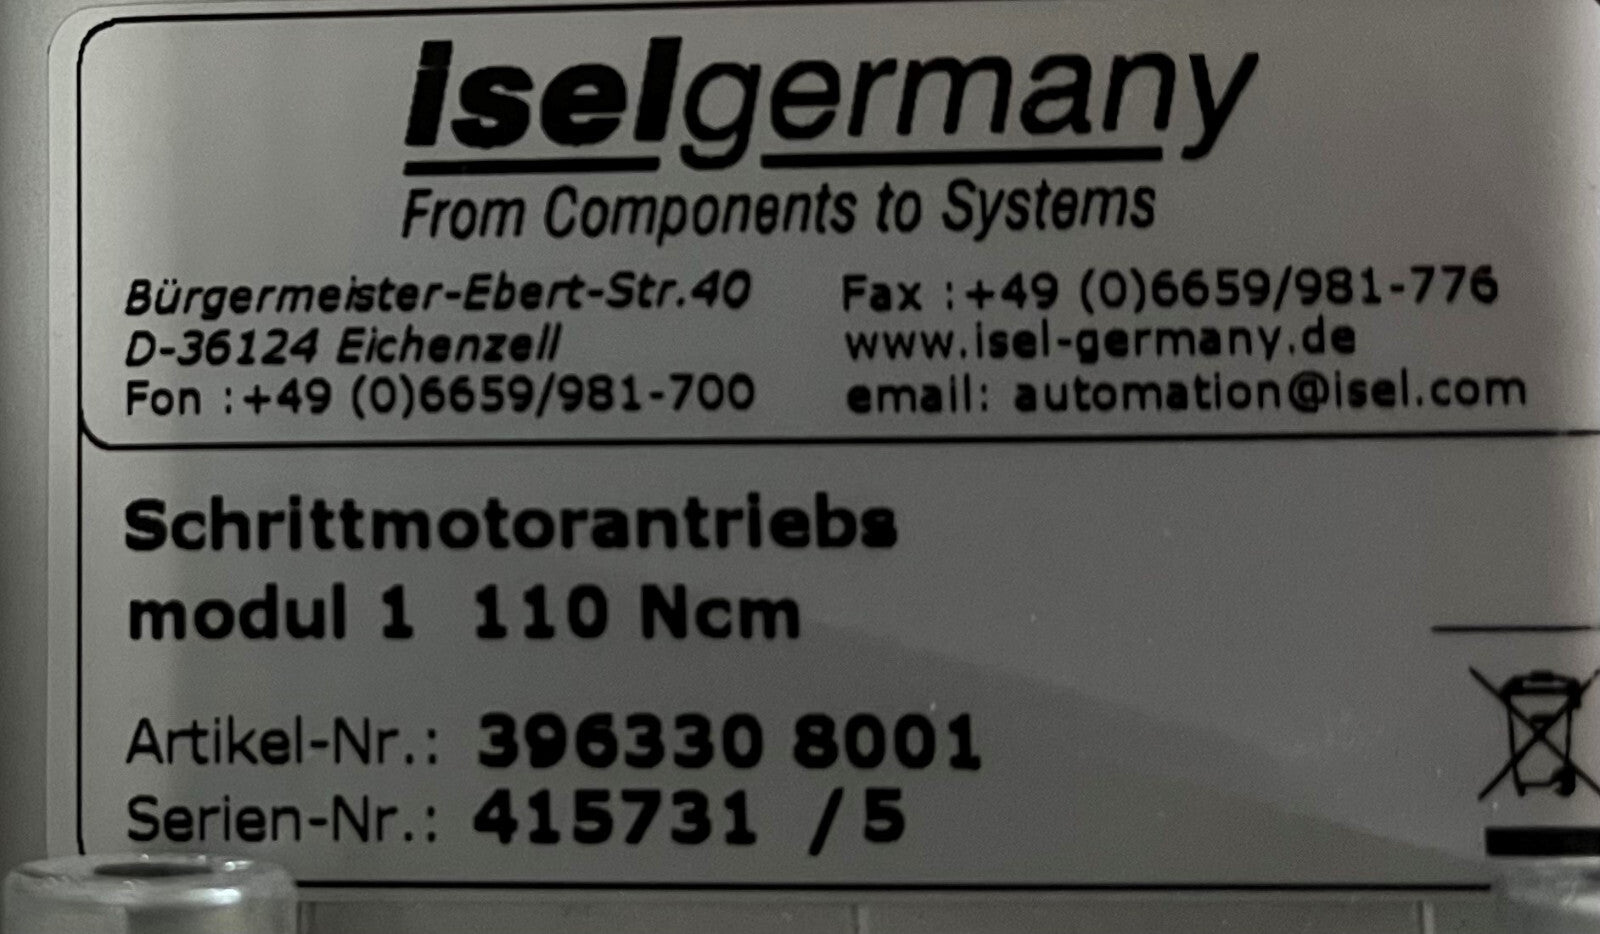 iselgermany
From Components to Systems
Bürgermeister-Ebert-Str.40
D-36124 Eichenzell
Fon :+49 (0)6659/981-700
Fax :+49 (0)6659/981-776
www.isel-germany.de
email: automation@isel.com
Schrittmotorantriebs
modul 1 110 Ncm
Artikel-Nr.: 396330 8001
Serien-Nr.: 415731 /5